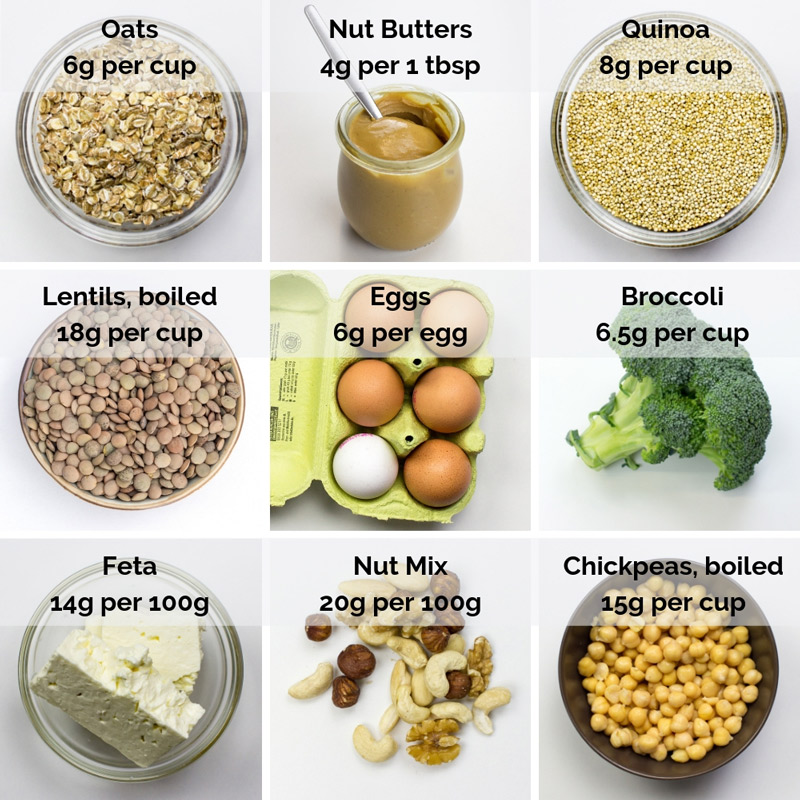 Oats
6g per cup
Nut Butters
4g per 1 tbsp
Quinoa
8g per cup
Lentils, boiled
18g per cup
Eggs
6g per egg
Broccoli
6.5g per cup
Feta
14g per 100g
Nut Mix
20g per 100g
Chickpeas, boiled
15g per cup